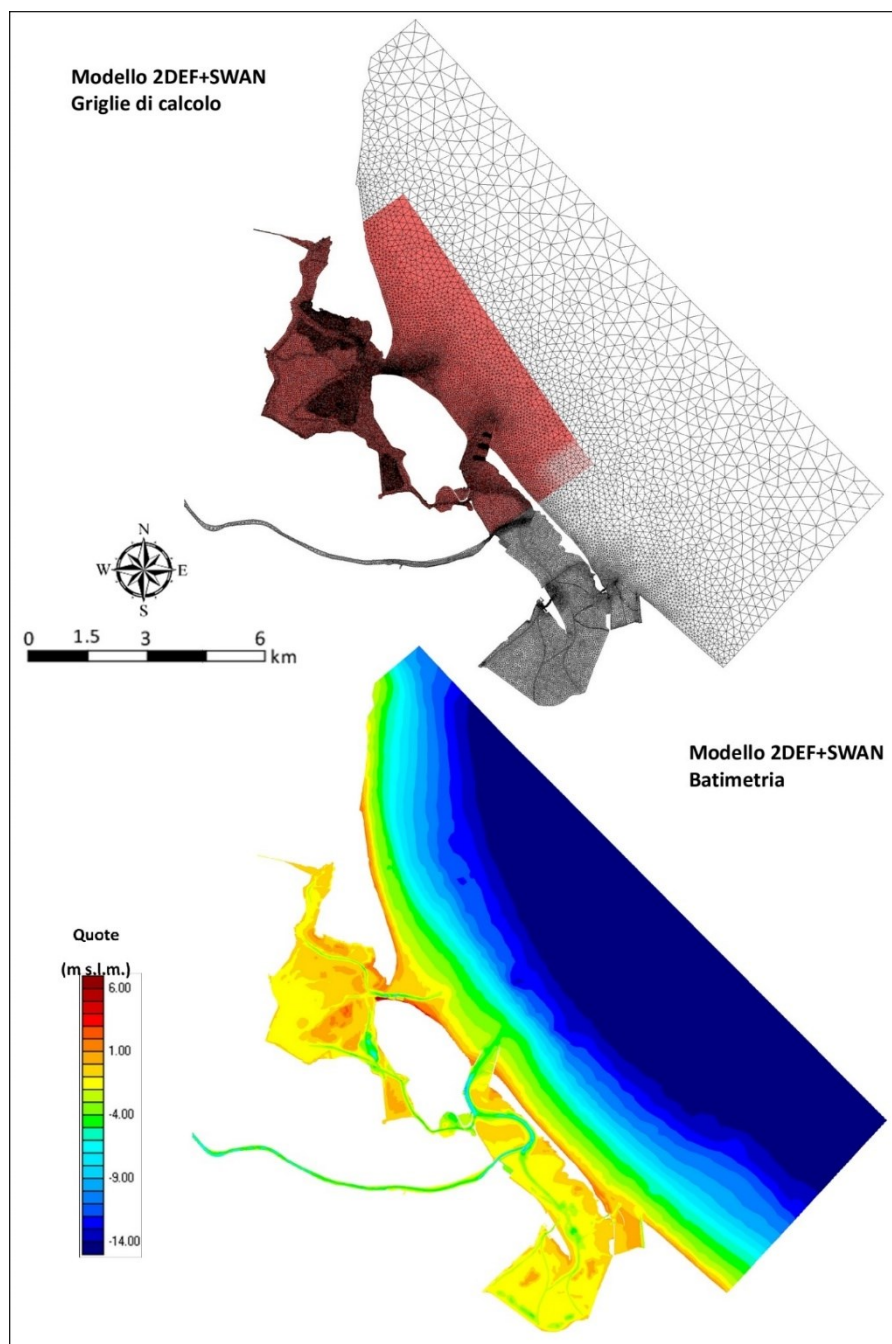 Modello 2DEF+SWAN
Griglie di calcolo
N
W
E
S
0 1.5 3 6
km
Modello 2DEF+SWAN
Batimetria
Quote
(m s.l.m.)
6.00
1.00
-4.00
-9.00
-14.00